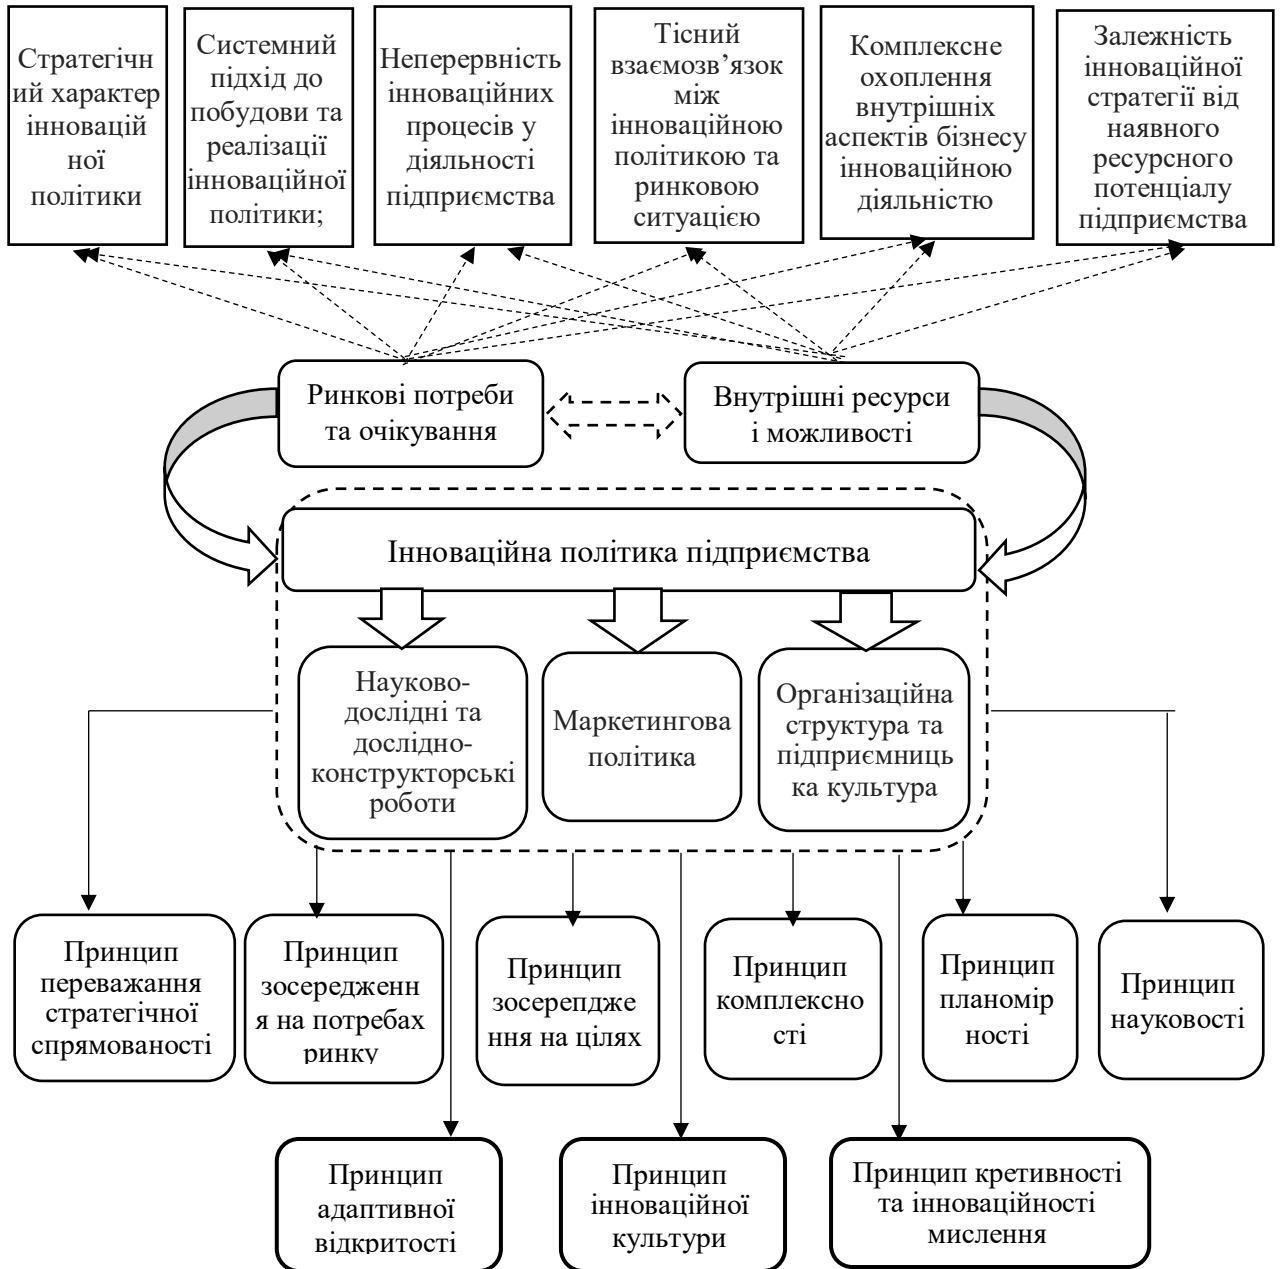 Стратегічн
ий характер
інновацій
ної
політики
Системний
підхід до
побудови та
реалізації
інноваційної
політики;
Неперервність
інноваційних
процесів у
діяльності
підприємства
Тісний
взаємозв’язок
між
інноваційною
політикою та
ринковою
ситуацією
Комплексне
охоплення
внутрішніх
аспектів бізнесу
інноваційною
діяльністю
Залежність
інноваційної
стратегії від
наявного
ресурсного
потенціалу
підприємства
Ринкові потреби
та очікування
Внутрішні ресурси
і можливості
Інноваційна політика підприємства
Науково-
дослідні та
дослідно-
конструкторські
роботи
Маркетингова
політика
Організаційна
структура та
підприємниць
ка культура
Принцип
переважання
стратегічної
спрямованості
Принцип
зосередженн
я на потребах
ринку
Принцип
зосерепдже
ння на цілях
Принцип
комплексно
сті
Принцип
планомір
ності
Принцип
науковості
Принцип
адаптивної
відкритості
Принцип
інноваційної
культури
Принцип кретивності
та інноваційності
мислення